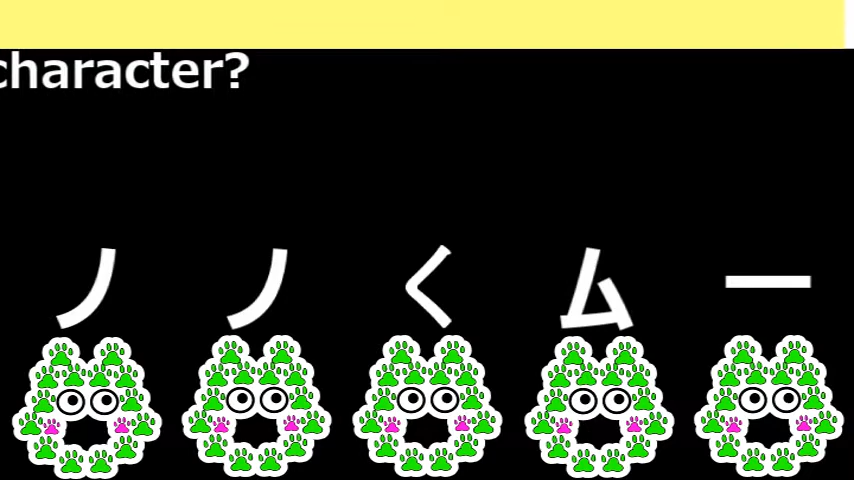 character?
ノ ノ く ム ー